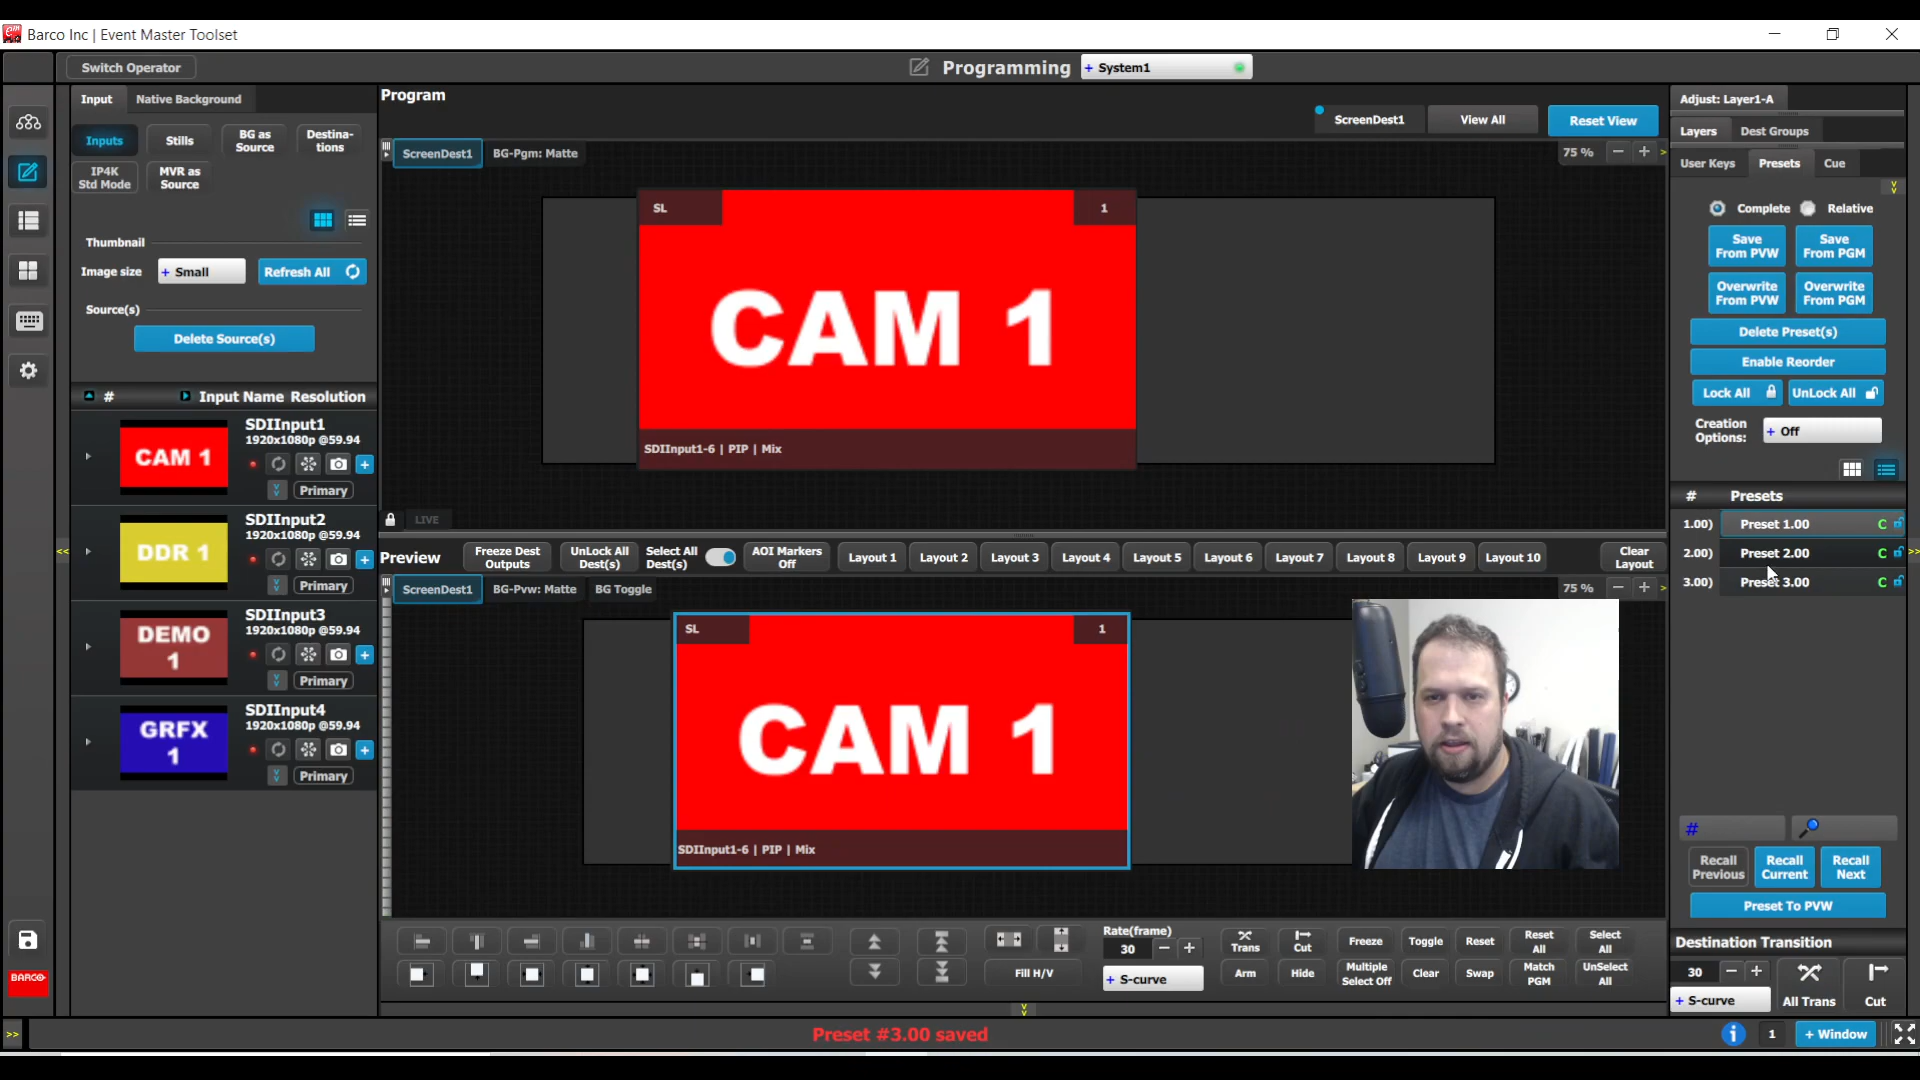 Barco Inc | Event Master Toolset
Switch Operator
Programming
+ System1
Input
Native Background
Inputs
Stills
BG as
Source
Destina-
tions
IP4K
Std Mode
MVR as
Source
Thumbnail
Image size
+ Small
Refresh All
Source(s)
Delete Source(s)
# Input Name Resolution
CAM 1
SDIInput1
1920x1080p @59.94
Primary
DDR 1
SDIInput2
1920x1080p @59.94
Primary
DEMO
1
SDIInput3
1920x1080p @59.94
Primary
GRFX
1
SDIInput4
1920x1080p @59.94
Primary
BARCO
Program
ScreenDest1
View All
Reset View
ScreenDest1
BG-Pgm: Matte
75 % − +
SL
1
CAM 1
SDIInput1-6 | PIP | Mix
LIVE
Preview
Freeze Dest
Outputs
UnLock All
Dest(s)
Select All
Dest(s)
AOI Markers
Off
Layout 1
Layout 2
Layout 3
Layout 4
Layout 5
Layout 6
Layout 7
Layout 8
Layout 9
Layout 10
Clear
Layout
ScreenDest1
BG-Pvw: Matte
BG Toggle
75 % − +
SL
1
CAM 1
SDIInput1-6 | PIP | Mix
Fill H/V
Rate(frame)
30 − +
+ S-curve
Trans
Arm
Cut
Hide
Freeze
Multiple
Select Off
Toggle
Clear
Reset
Swap
Reset
All
Match
PGM
Select
All
UnSelect
All
Adjust: Layer1-A
Layers
Dest Groups
User Keys
Presets
Cue
Complete
Relative
Save
From PVW
Save
From PGM
Overwrite
From PVW
Overwrite
From PGM
Delete Preset(s)
Enable Reorder
Lock All
UnLock All
Creation
Options:
+ Off
# Presets
1.00) Preset 1.00 C
2.00) Preset 2.00 C
3.00) Preset 3.00 C
#
Recall
Previous
Recall
Current
Recall
Next
Preset To PVW
Destination Transition
30 − +
+ S-curve
All Trans
Cut
>>
Preset #3.00 saved
1
+ Window